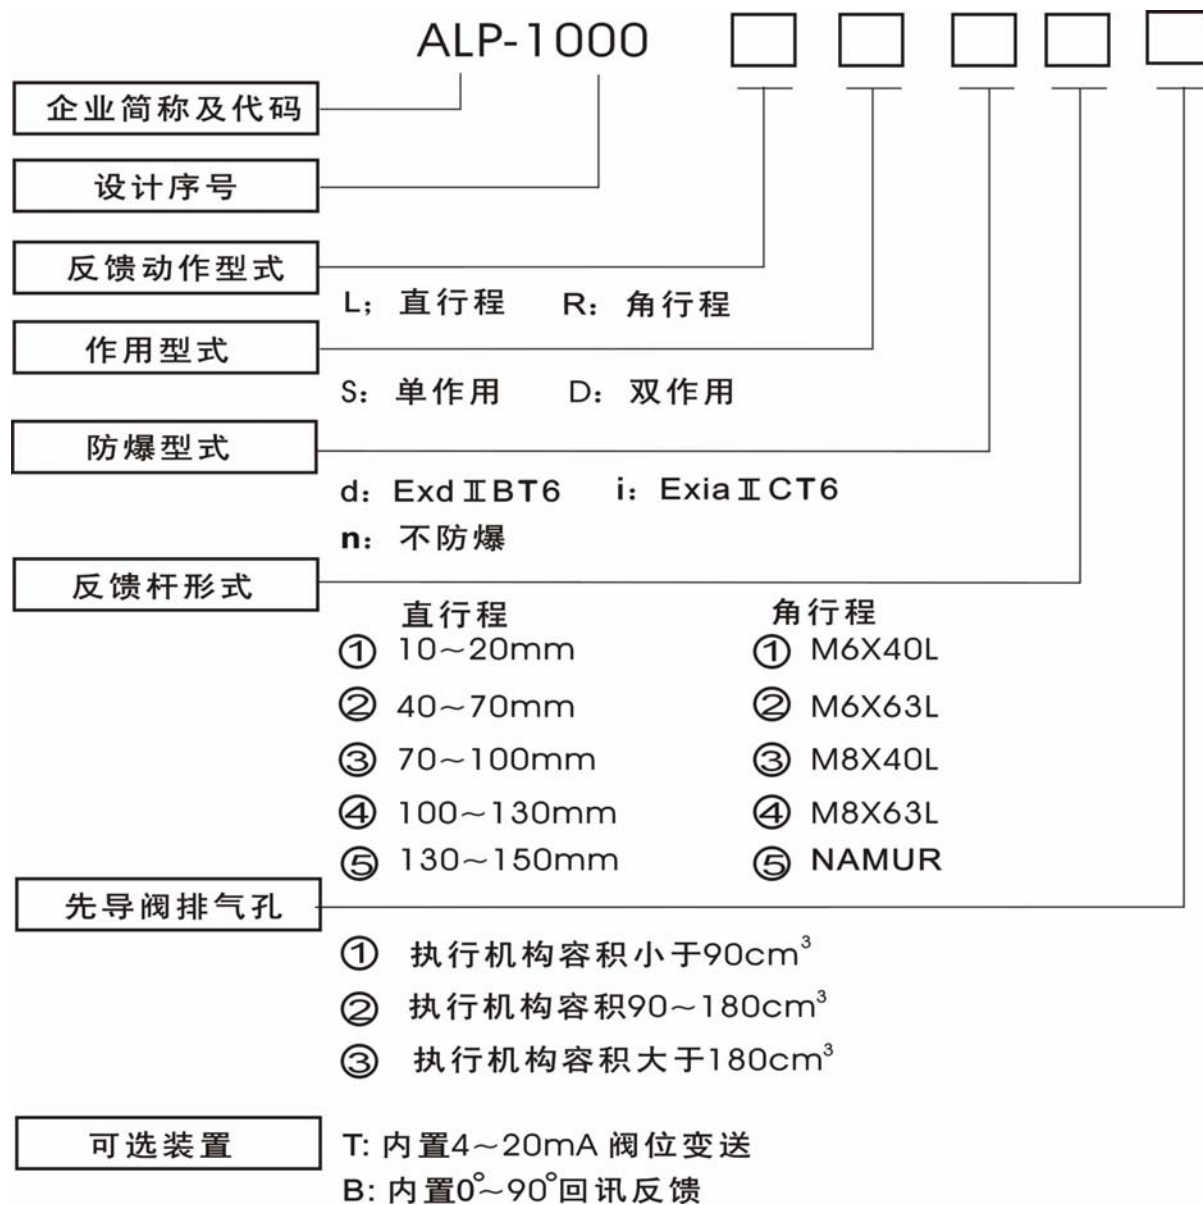 ALP-1000
企业简称及代码
设计序号
反馈动作型式
L；直行程 R：角行程
作用型式
S：单作用 D：双作用
防爆型式
d：ExdⅡBT6 i：ExiaⅡCT6
n：不防爆
反馈杆形式
直行程 角行程
① 10～20mm ① M6X40L
② 40～70mm ② M6X63L
③ 70～100mm ③ M8X40L
④ 100～130mm ④ M8X63L
⑤ 130～150mm ⑤ NAMUR
先导阀排气孔
① 执行机构容积小于90cm³
② 执行机构容积90～180cm³
③ 执行机构容积大于180cm³
可选装置
T: 内置4～20mA 阀位变送
B: 内置0°～90°回讯反馈